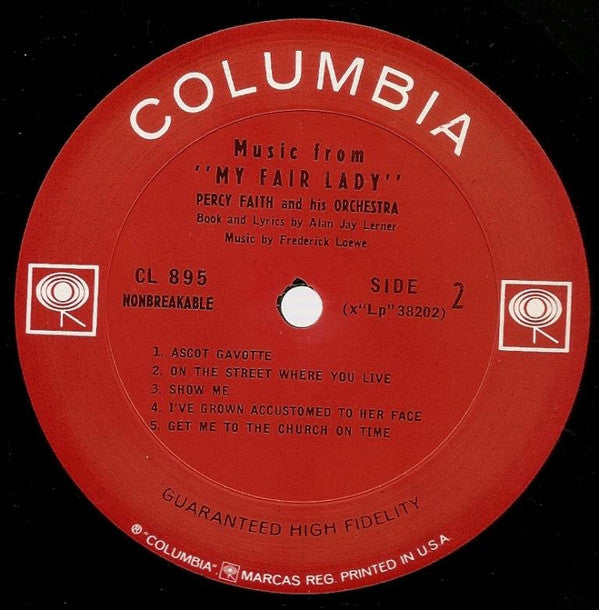 COLUMBIA
Music from
"MY FAIR LADY"
PERCY FAITH and his ORCHESTRA
Book and Lyrics by Alan Jay Lerner
Music by Frederick Loewe
CL 895
NONBREAKABLE
SIDE 2
(x"Lp"38202)
1. ASCOT GAVOTTE
2. ON THE STREET WHERE YOU LIVE
3. SHOW ME
4. I'VE GROWN ACCUSTOMED TO HER FACE
5. GET ME TO THE CHURCH ON TIME
GUARANTEED HIGH FIDELITY
® "COLUMBIA", MARCAS REG. PRINTED IN U.S.A.